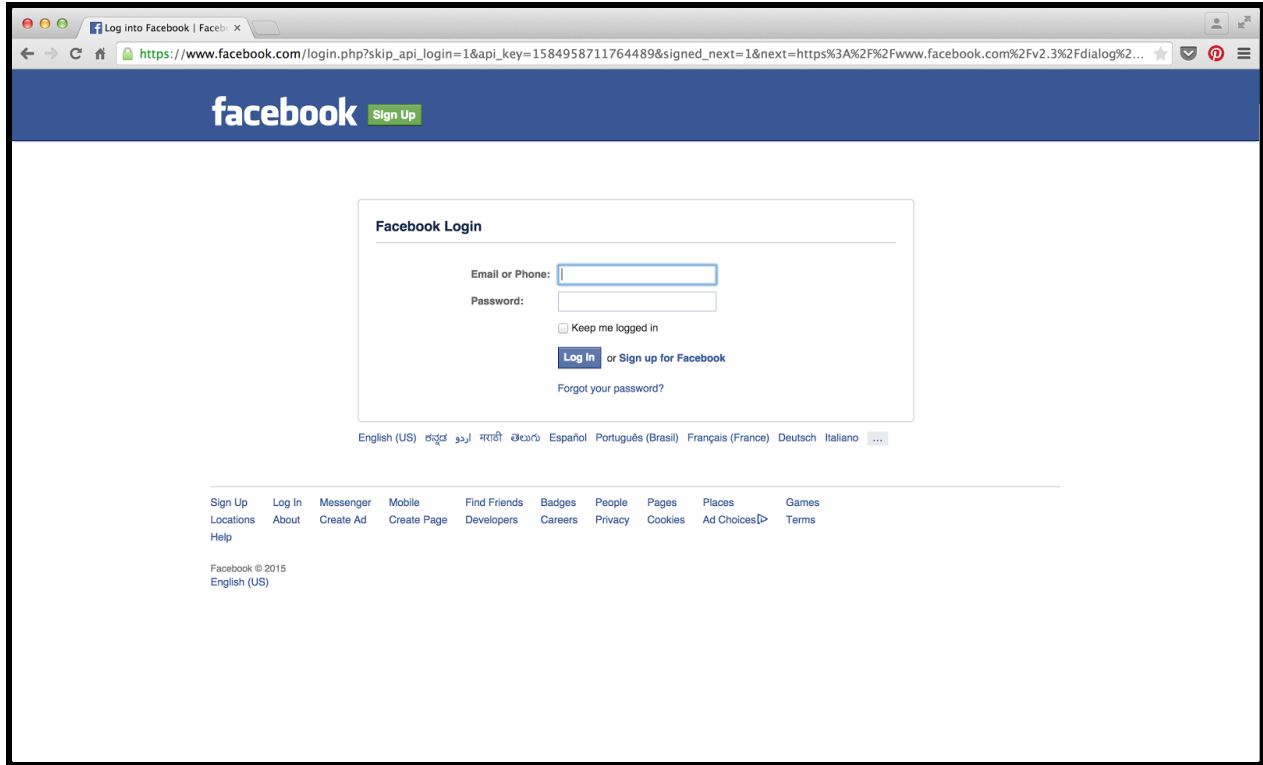 Log into Facebook | Faceb
https://www.facebook.com/login.php?skip_api_login=1&api_key=1584958711764489&signed_next=1&next=https%3A%2F%2Fwww.facebook.com%2Fv2.3%2Fdialog%2...
facebook Sign Up
Facebook Login
Email or Phone:
Password:
Keep me logged in
Log In or Sign up for Facebook
Forgot your password?
English (US) ಕನ್ನಡ اردو मराठी తెలుగు Español Português (Brasil) Français (France) Deutsch Italiano ...
Sign Up Log In Messenger Mobile Find Friends Badges People Pages Places Games
Locations About Create Ad Create Page Developers Careers Privacy Cookies Ad Choices Terms
Help
Facebook © 2015
English (US)